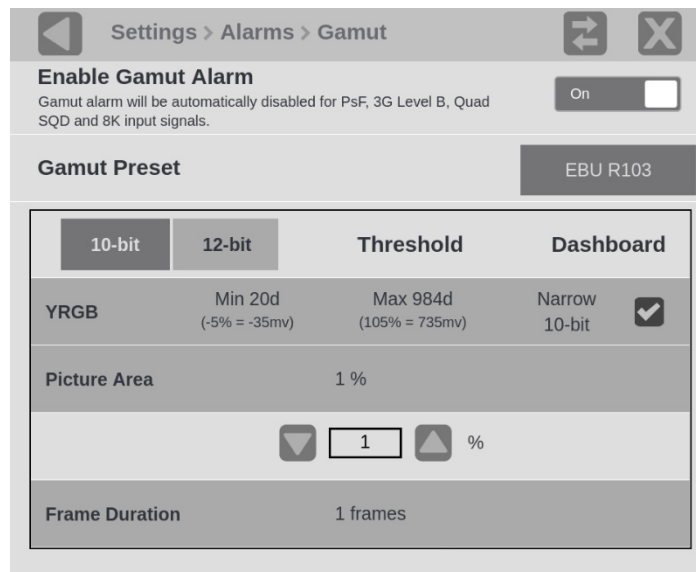 Settings > Alarms > Gamut
Enable Gamut Alarm
Gamut alarm will be automatically disabled for PsF, 3G Level B, Quad
SQD and 8K input signals.
On
Gamut Preset
EBU R103
10-bit 12-bit Threshold Dashboard
YRGB
Min 20d
(-5% = -35mv)
Max 984d
(105% = 735mv)
Narrow
10-bit
Picture Area 1 %
1 %
Frame Duration 1 frames